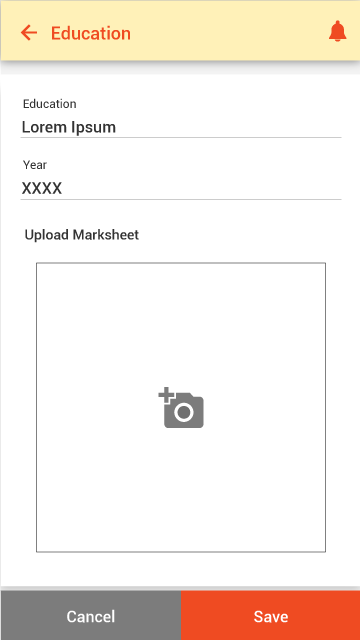 Education
Education
Lorem Ipsum
Year
XXXX
Upload Marksheet
Cancel
Save